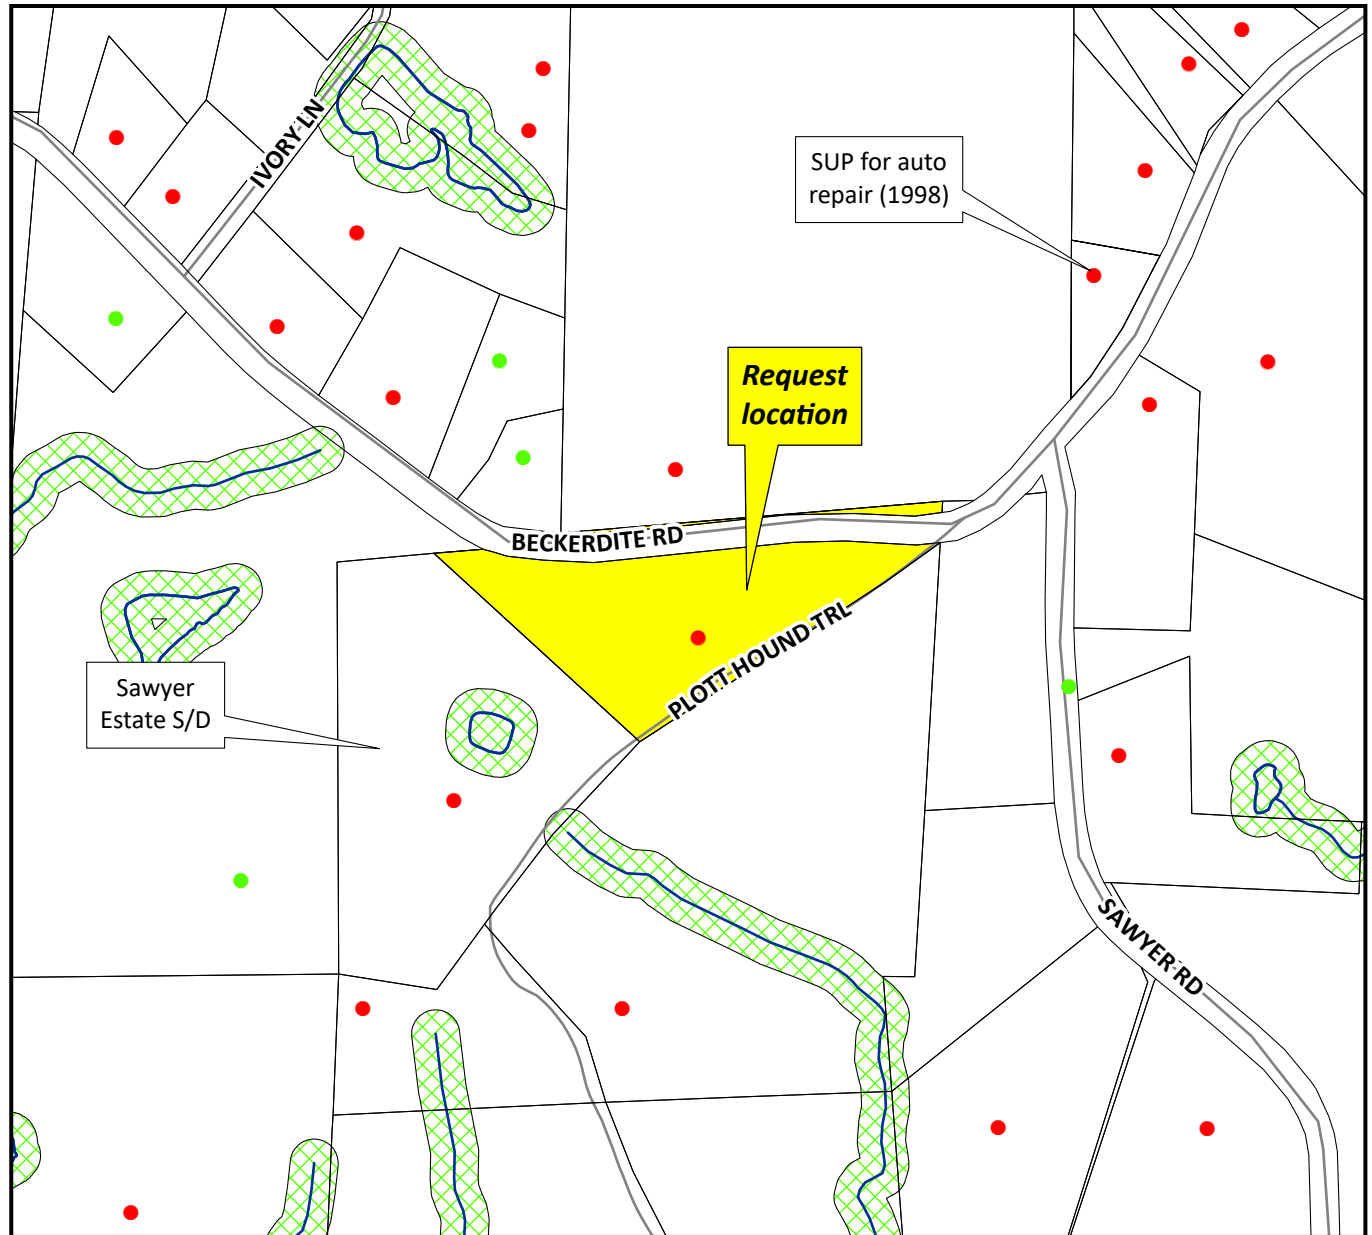 IVORY LN
SUP for auto
repair (1998)
Request
location
BECKERDITE RD
PLOTT HOUND TRL
Sawyer
Estate S/D
SAWYER RD